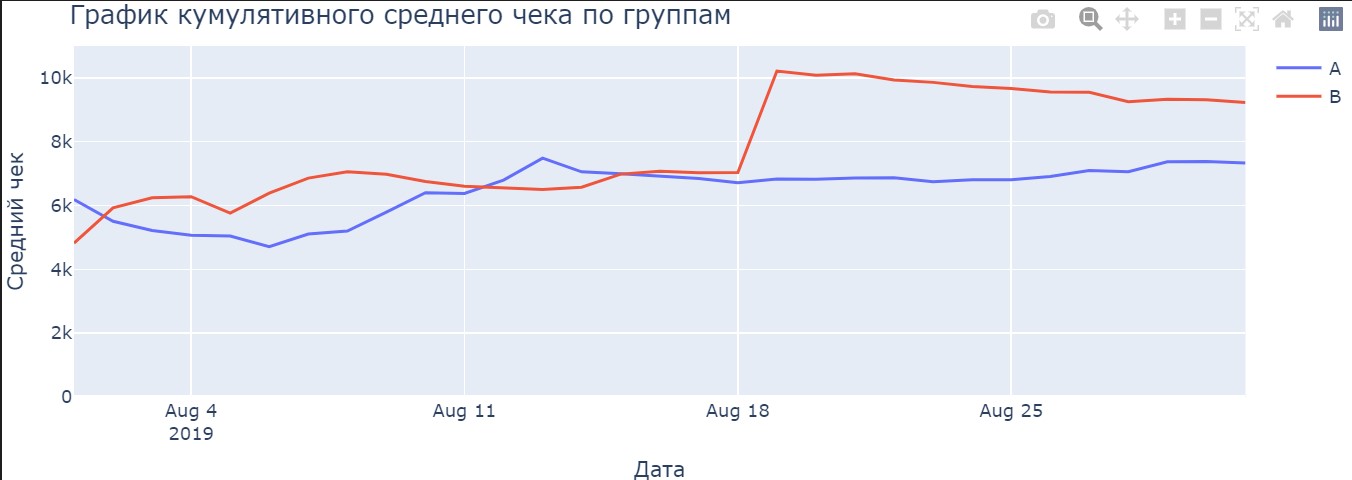 График кумулятивного среднего чека по группам
A
B
Средний чек
10k
8k
6k
4k
2k
0
Aug 4
2019
Aug 11
Aug 18
Aug 25
Дата